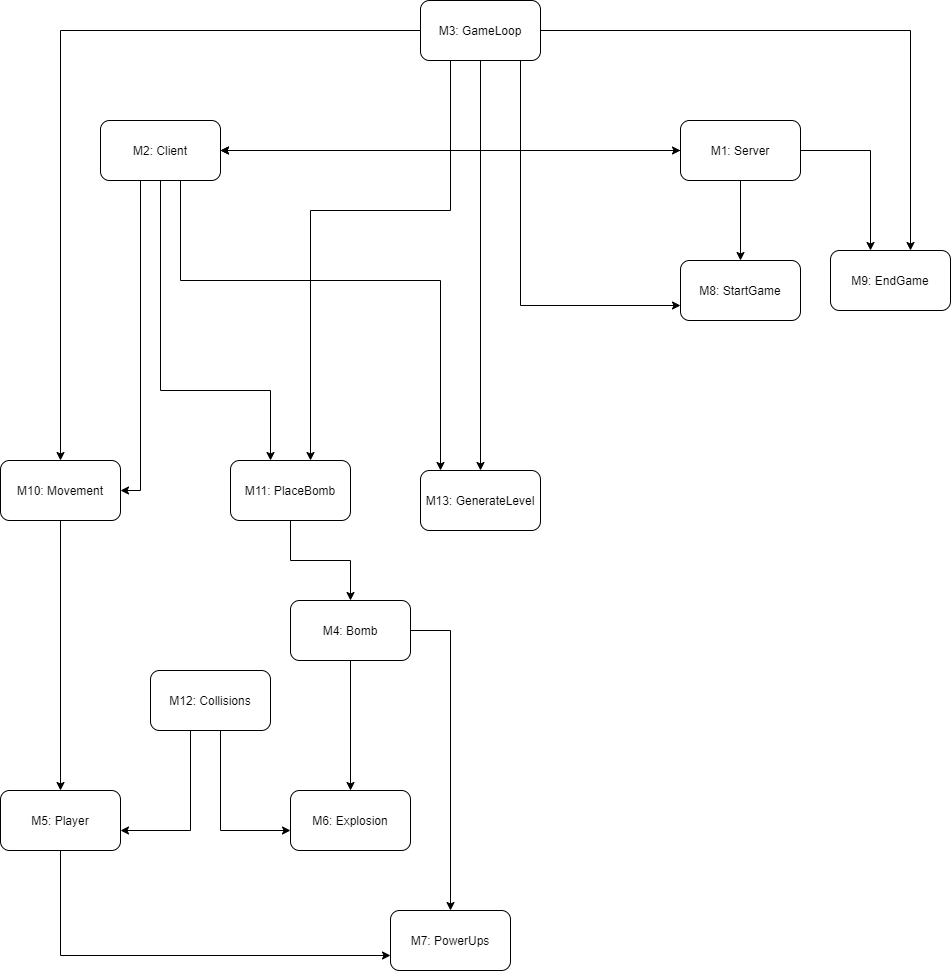 M3: GameLoop
M2: Client
M1: Server
M8: StartGame
M9: EndGame
M10: Movement
M11: PlaceBomb
M13: GenerateLevel
M4: Bomb
M12: Collisions
M5: Player
M6: Explosion
M7: PowerUps